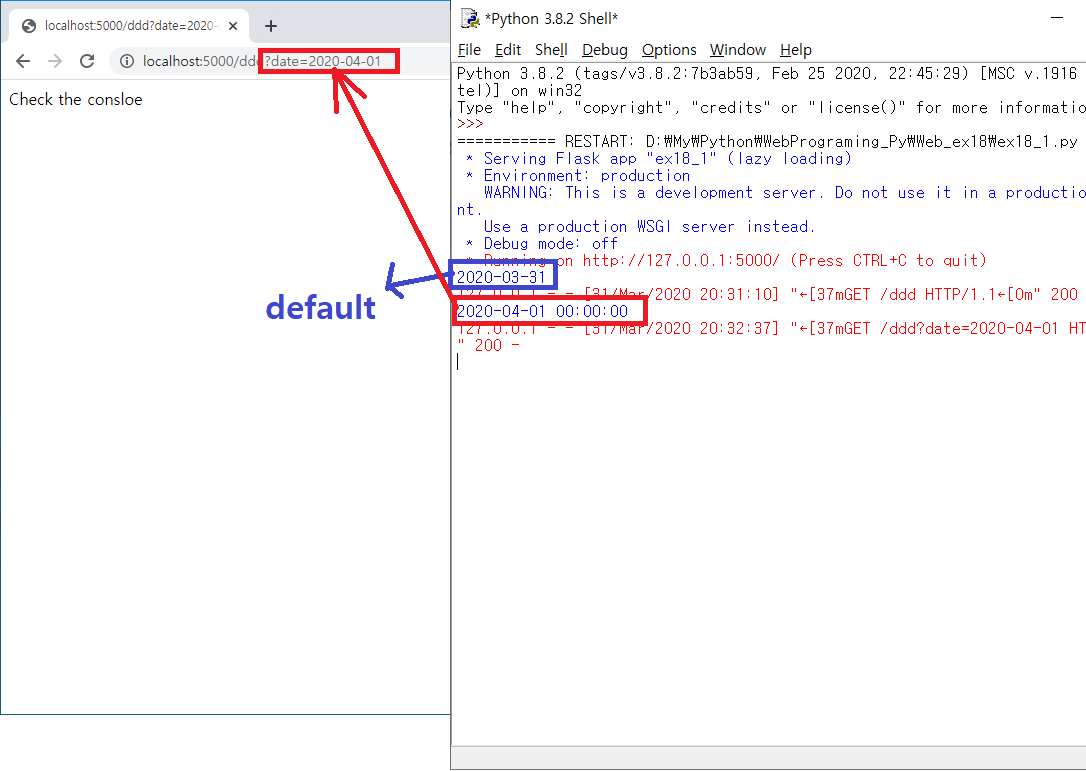 localhost:5000/ddd?date=2020-
localhost:5000/ddd?date=2020-04-01
Check the consloe
default
*Python 3.8.2 Shell*
File Edit Shell Debug Options Window Help
Python 3.8.2 (tags/v3.8.2:7b3ab59, Feb 25 2020, 22:45:29) [MSC v.1916
tel)] on win32
Type "help", "copyright", "credits" or "license()" for more informatio
>>>
=========== RESTART: D:₩My₩Python₩WebPrograming_Py₩Web_ex18₩ex18_1.py
* Serving Flask app "ex18_1" (lazy loading)
* Environment: production
WARNING: This is a development server. Do not use it in a productio
nt.
Use a production WSGI server instead.
* Debug mode: off
* Running on http://127.0.0.1:5000/ (Press CTRL+C to quit)
2020-03-31
127.0.0.1 - - [31/Mar/2020 20:31:10] "←[37mGET /ddd HTTP/1.1←[0m" 200
2020-04-01 00:00:00
127.0.0.1 - - [31/Mar/2020 20:32:37] "←[37mGET /ddd?date=2020-04-01 HT
" 200 -